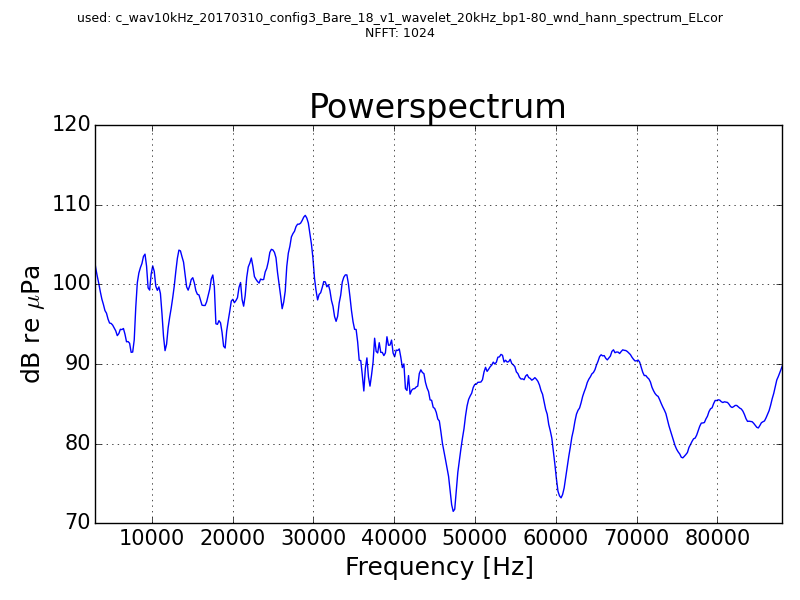 used: c_wav10kHz_20170310_config3_Bare_18_v1_wavelet_20kHz_bp1-80_wnd_hann_spectrum_ELcor
NFFT: 1024
Powerspectrum
120
110
100
90
80
70
dB re μPa
10000 20000 30000 40000 50000 60000 70000 80000
Frequency [Hz]